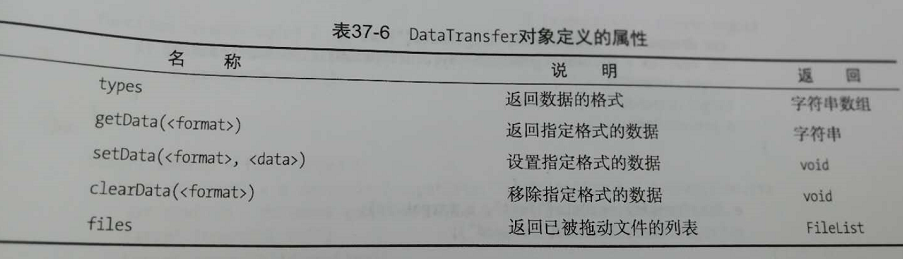 表37-6 DataTransfer对象定义的属性
名 称 说 明 返 回
types 返回数据的格式 字符串数组
getData(<format>) 返回指定格式的数据 字符串
setData(<format>, <data>) 设置指定格式的数据 void
clearData(<format>) 移除指定格式的数据 void
files 返回已被拖动文件的列表 FileList